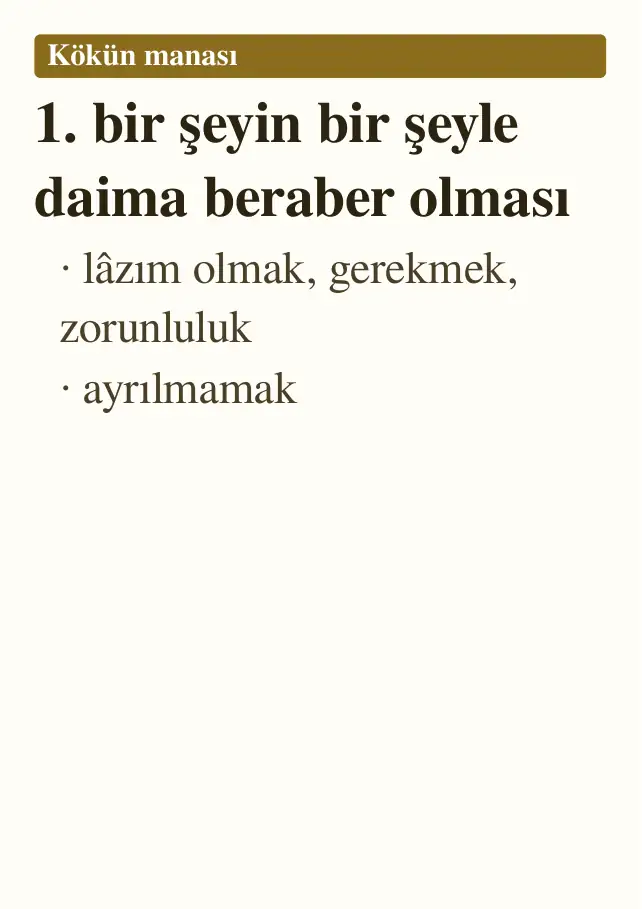 Kökün manası
1. bir şeyin bir şeyle
daima beraber olması
· lâzım olmak, gerekmek,
zorunluluk
· ayrılmamak